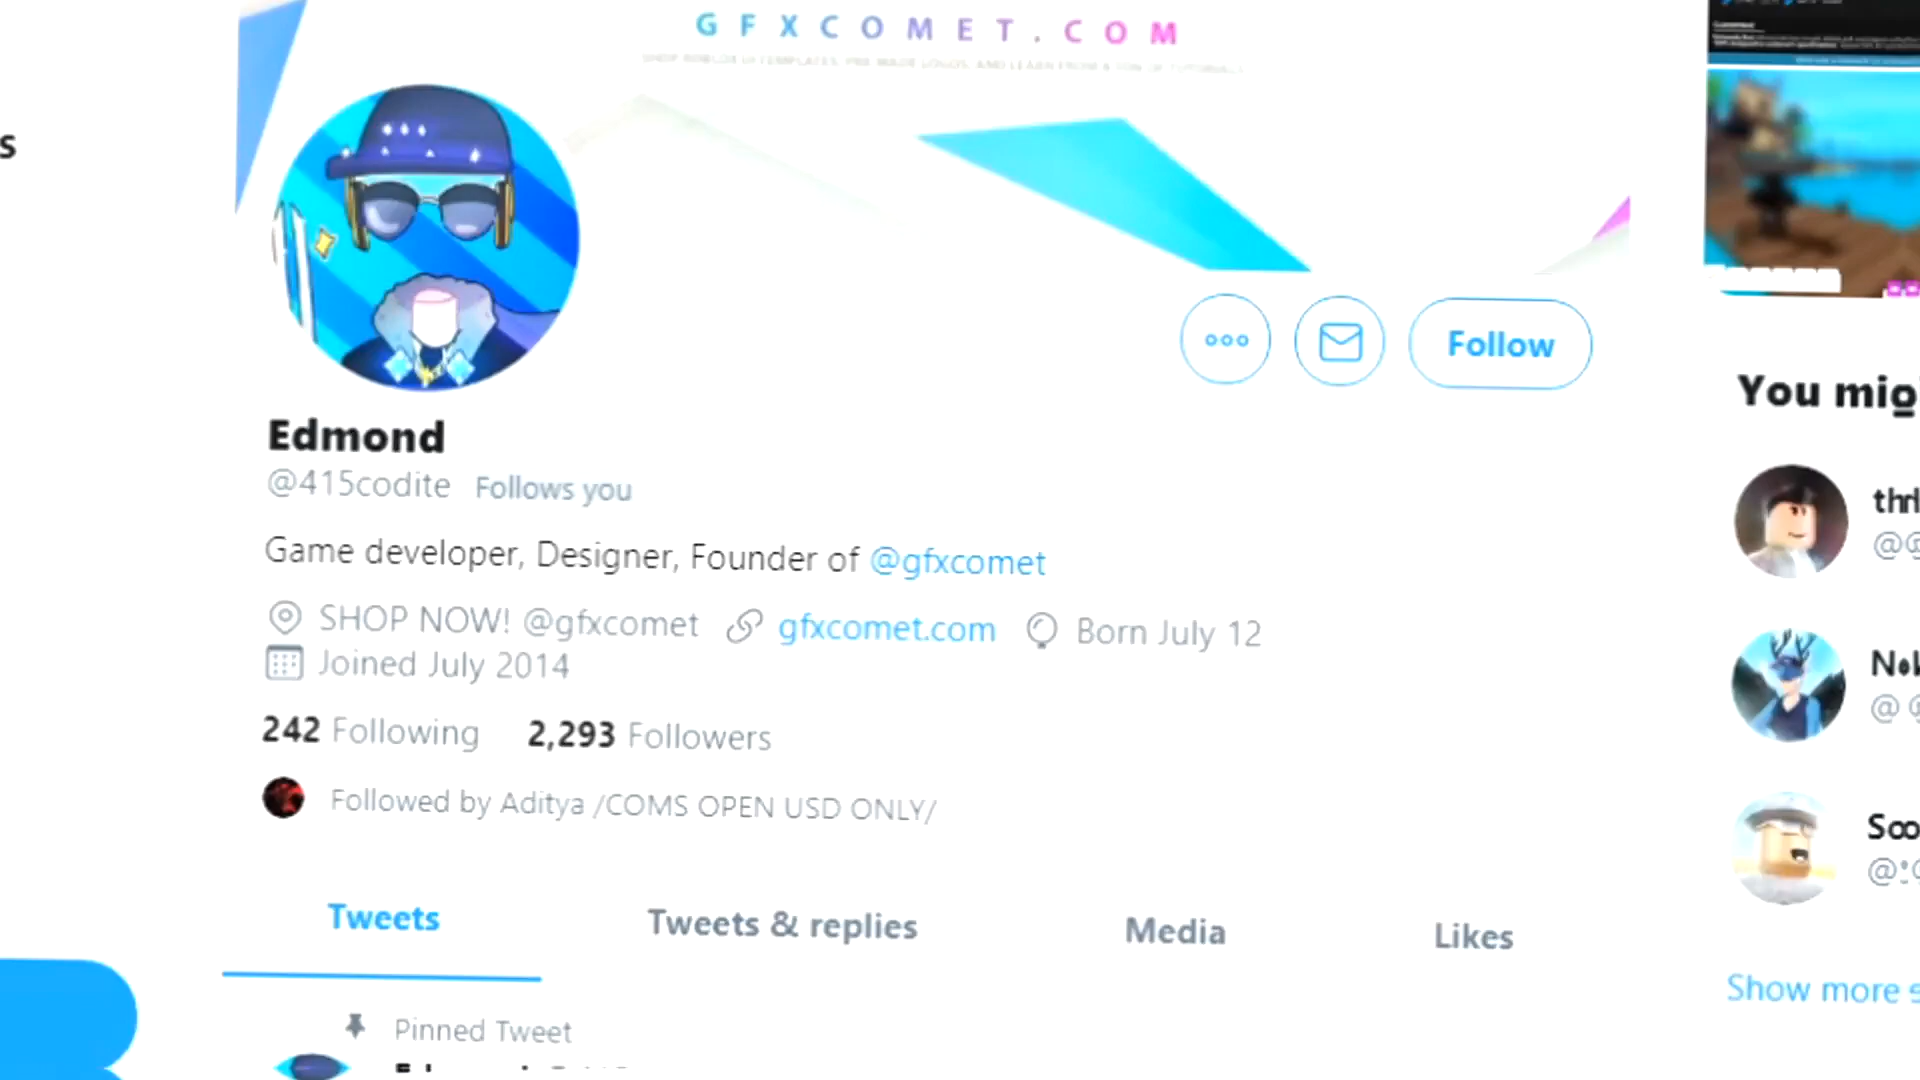 GFXCOMET.COM
s
Follow
Edmond
@415codite Follows you
Game developer, Designer, Founder of @gfxcomet
SHOP NOW! @gfxcomet gfxcomet.com Born July 12
Joined July 2014
242 Following 2,293 Followers
Followed by Aditya /COMS OPEN USD ONLY/
Tweets Tweets & replies Media Likes
Pinned Tweet
You mig
Show more s